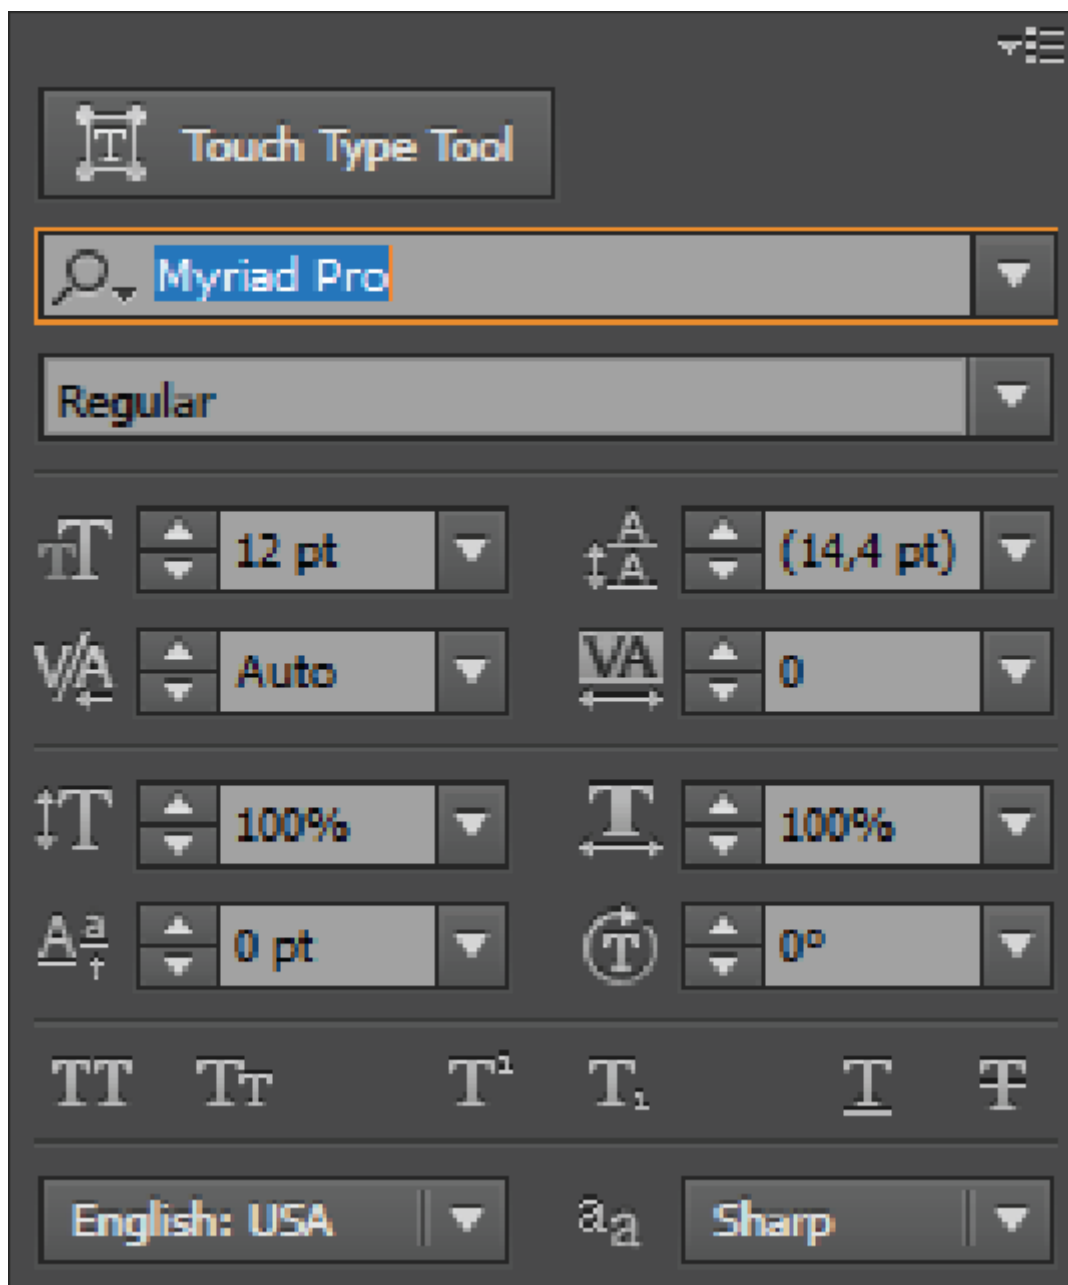 Touch Type Tool
Myriad Pro
Regular
12 pt (14,4 pt)
Auto 0
100% 100%
0 pt 0°
English: USA Sharp